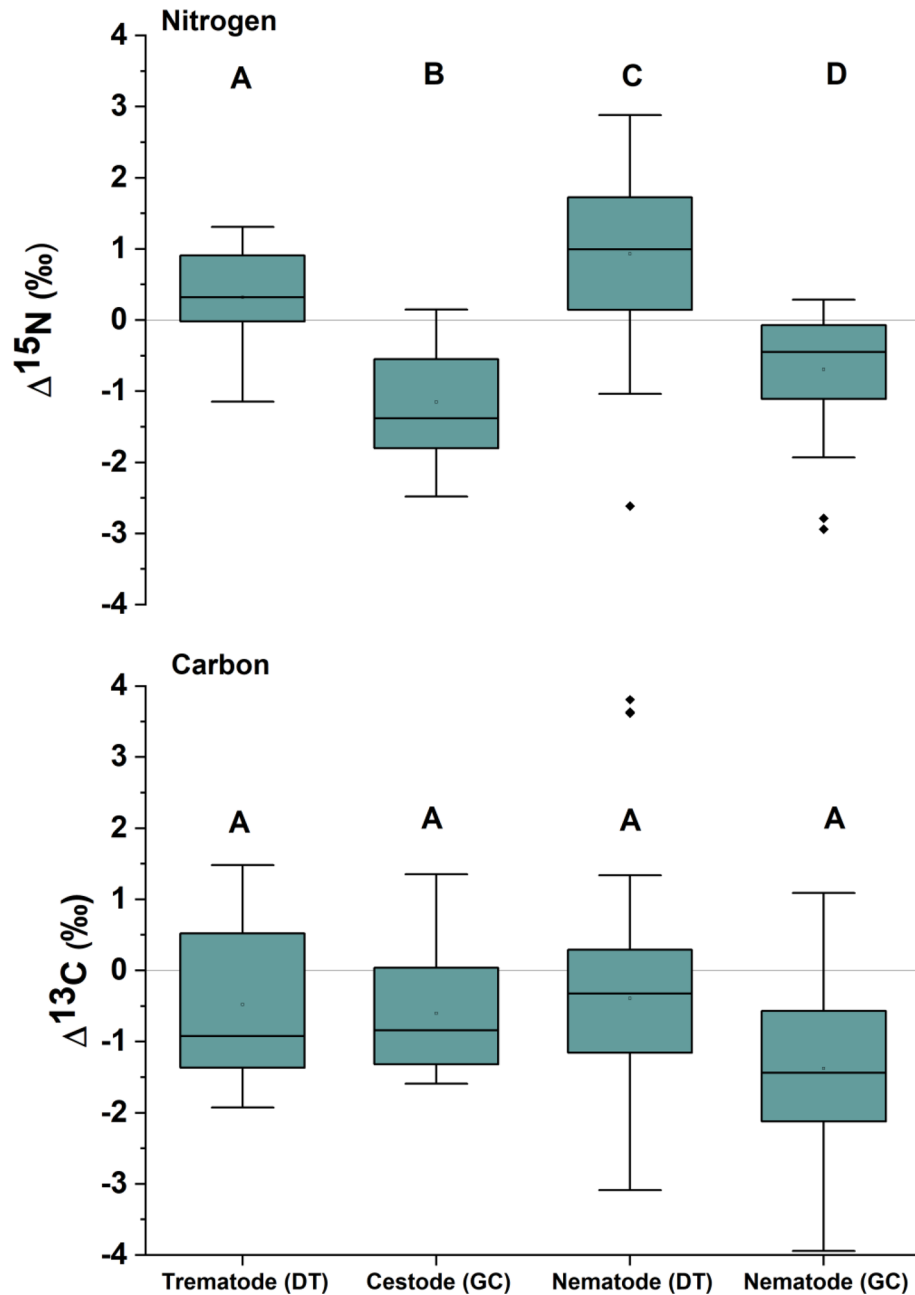 Nitrogen
A B C D
4
3
2
1
0
-1
-2
-3
-4
Δ15N (‰)
Carbon
A A A A
4
3
2
1
0
-1
-2
-3
-4
Δ13C (‰)
Trematode (DT) Cestode (GC) Nematode (DT) Nematode (GC)